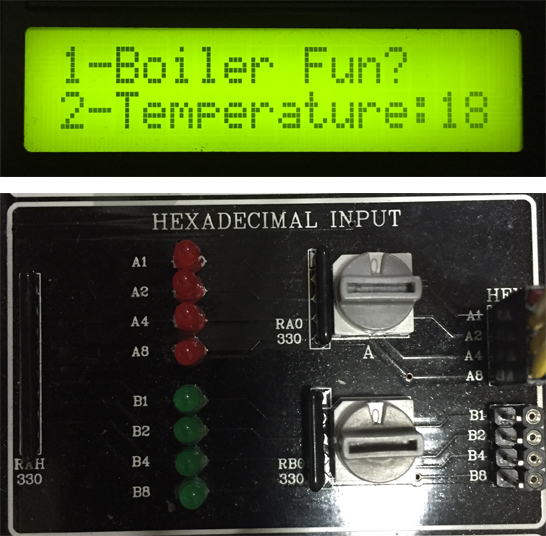 1-Boiler Fun?
2-Temperature:18
HEXADECIMAL INPUT
A1
A2
A4
A8
RA0
330
A
A1
A2
A4
A8
B1
B2
B4
B8
RAH
330
RB0
330
B1
B2
B4
B8